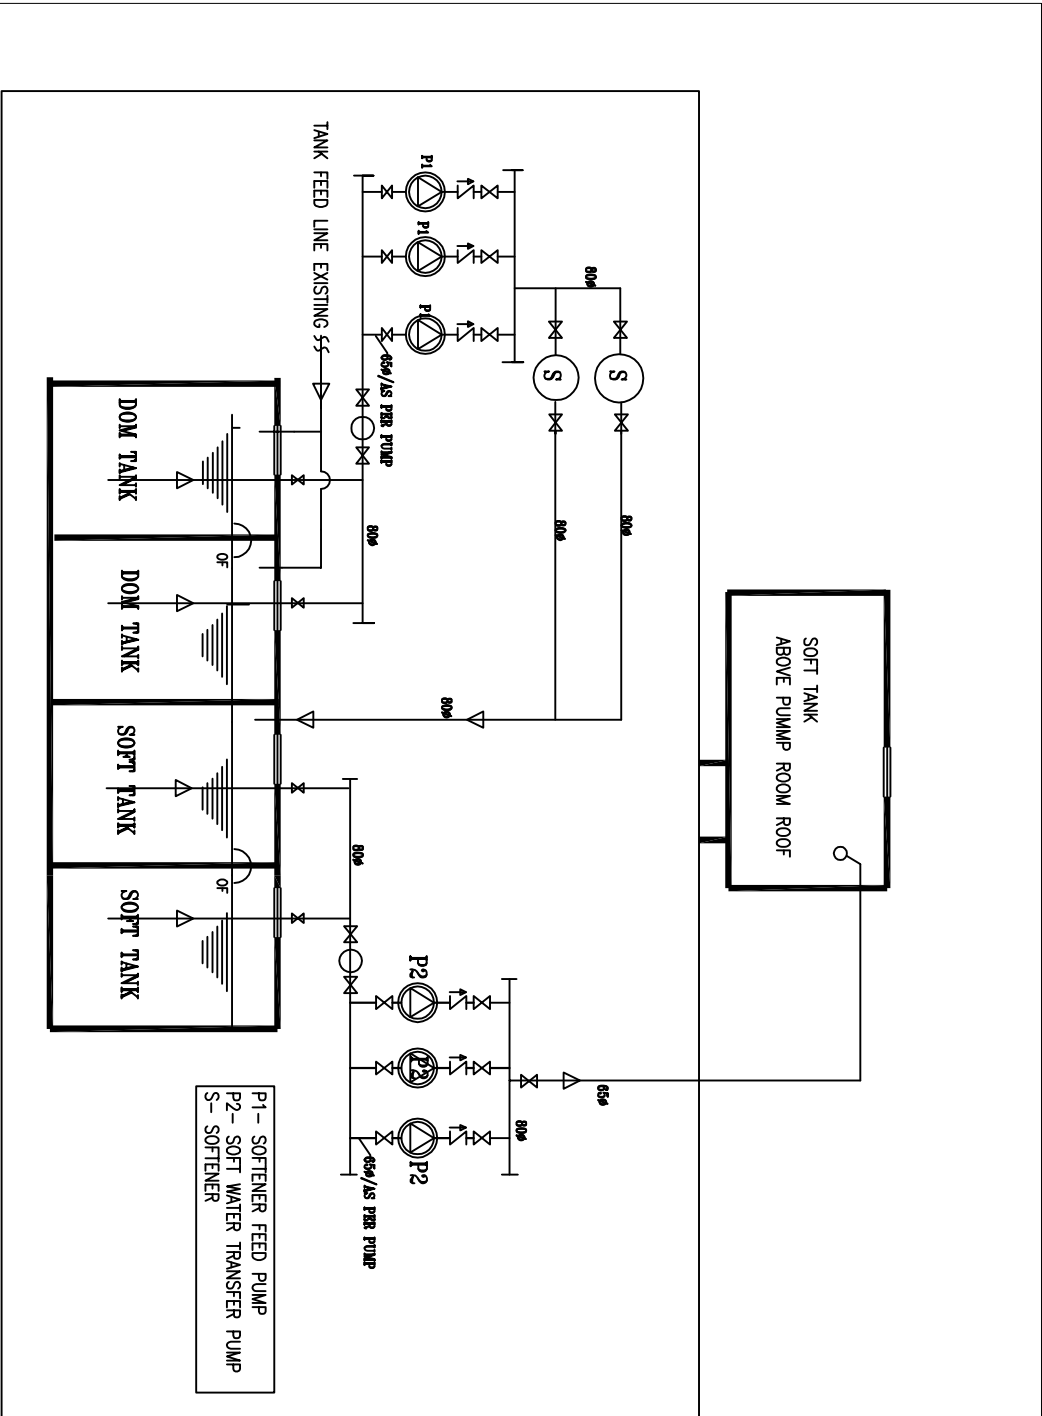 SOFT TANK
ABOVE PUMMP ROOM ROOF
80ø
S
S
80ø
80ø
P1
P1
P1
65ø/AS PER PUMP
TANK FEED LINE EXISTING
80ø
80ø
80ø
65ø
80ø
P2
P2
P2
65ø/AS PER PUMP
OF
OF
DOM TANK
DOM TANK
SOFT TANK
SOFT TANK
P1- SOFTENER FEED PUMP
P2- SOFT WATER TRANSFER PUMP
S- SOFTENER